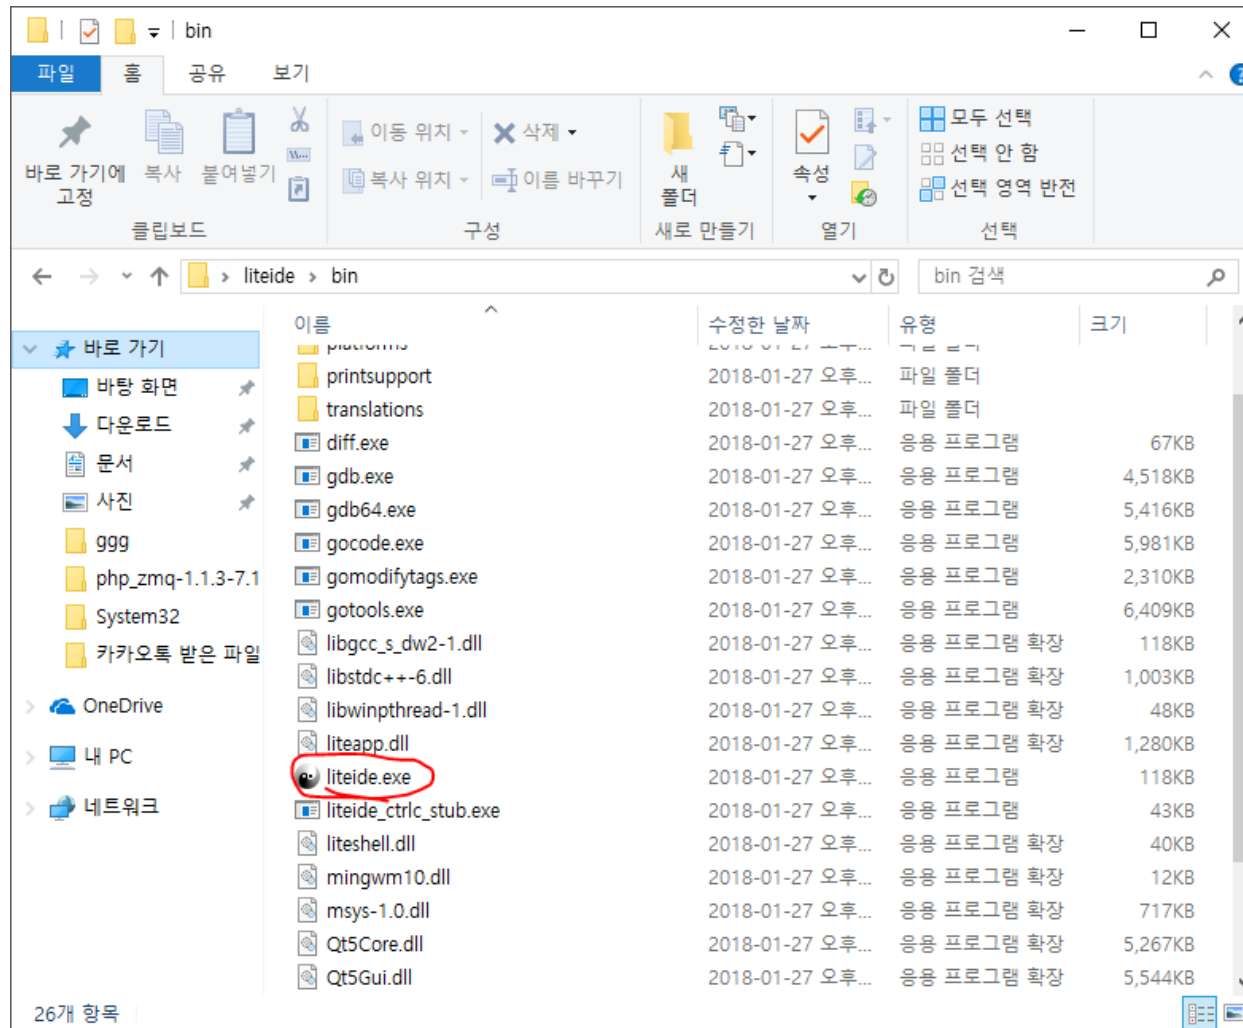 bin
파일 홈 공유 보기
바로 가기에 고정 복사 붙여넣기
이동 위치 삭제
복사 위치 이름 바꾸기
새 폴더
속성
모두 선택
선택 안 함
선택 영역 반전
클립보드 구성 새로 만들기 열기 선택
liteide bin bin 검색
이름 수정한 날짜 유형 크기
바로 가기
바탕 화면
다운로드
문서
사진
ggg
php_zmq-1.1.3-7.1
System32
카카오톡 받은 파일
OneDrive
내 PC
네트워크
platforms 2018-01-27 오후... 파일 폴더
printsupport 2018-01-27 오후... 파일 폴더
translations 2018-01-27 오후... 파일 폴더
diff.exe 2018-01-27 오후... 응용 프로그램 67KB
gdb.exe 2018-01-27 오후... 응용 프로그램 4,518KB
gdb64.exe 2018-01-27 오후... 응용 프로그램 5,416KB
gocode.exe 2018-01-27 오후... 응용 프로그램 5,981KB
gomodifytags.exe 2018-01-27 오후... 응용 프로그램 2,310KB
gotools.exe 2018-01-27 오후... 응용 프로그램 6,409KB
libgcc_s_dw2-1.dll 2018-01-27 오후... 응용 프로그램 확장 118KB
libstdc++-6.dll 2018-01-27 오후... 응용 프로그램 확장 1,003KB
libwinpthread-1.dll 2018-01-27 오후... 응용 프로그램 확장 48KB
liteapp.dll 2018-01-27 오후... 응용 프로그램 확장 1,280KB
liteide.exe 2018-01-27 오후... 응용 프로그램 118KB
liteide_ctrlc_stub.exe 2018-01-27 오후... 응용 프로그램 43KB
liteshell.dll 2018-01-27 오후... 응용 프로그램 확장 40KB
mingwm10.dll 2018-01-27 오후... 응용 프로그램 확장 12KB
msys-1.0.dll 2018-01-27 오후... 응용 프로그램 확장 717KB
Qt5Core.dll 2018-01-27 오후... 응용 프로그램 확장 5,267KB
Qt5Gui.dll 2018-01-27 오후... 응용 프로그램 확장 5,544KB
26개 항목